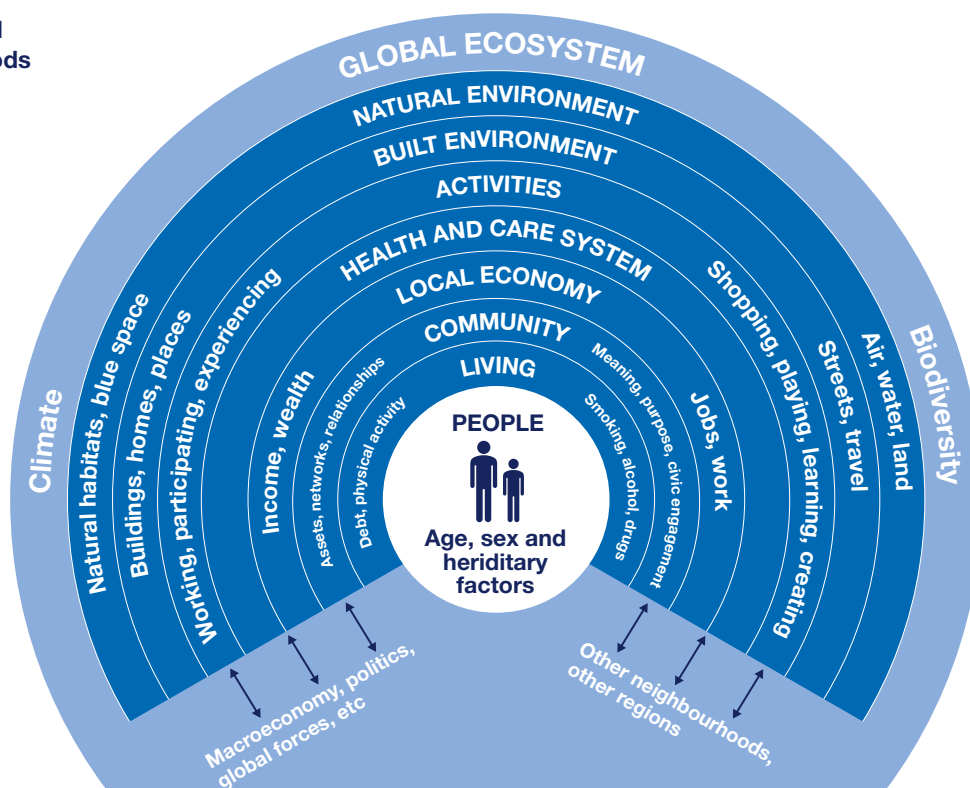 GLOBAL ECOSYSTEM
NATURAL ENVIRONMENT
BUILT ENVIRONMENT
ACTIVITIES
HEALTH AND CARE SYSTEM
LOCAL ECONOMY
COMMUNITY
LIVING
PEOPLE
Age, sex and
heriditary
factors
Climate
Natural habitats, blue space
Buildings, homes, places
Working, participating, experiencing
Income, wealth
Assets, networks, relationships
Debt, physical activity
Smoking, alcohol, drugs
Meaning, purpose, civic engagement
Jobs, work
Shopping, playing, learning, creating
Streets, travel
Air, water, land
Biodiversity
Macroeconomy, politics,
global forces, etc
Other neighbourhoods,
other regions